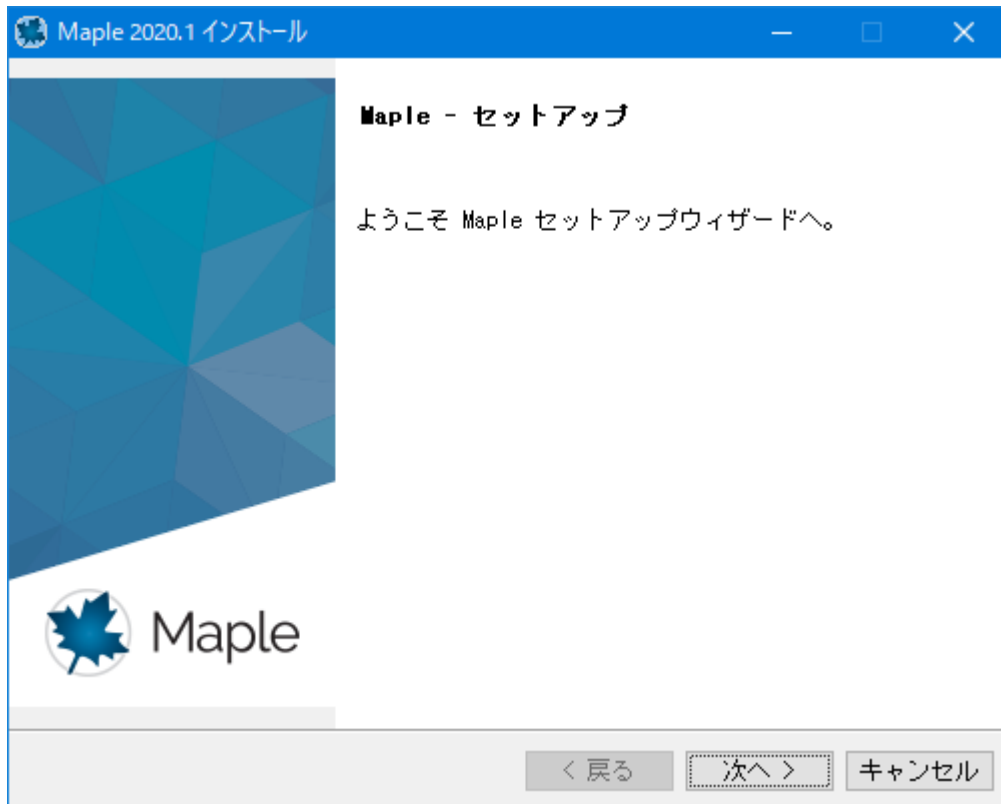 Maple 2020.1 インストール
Maple - セットアップ
ようこそ Maple セットアップウィザードへ。
Maple
< 戻る 次へ > キャンセル